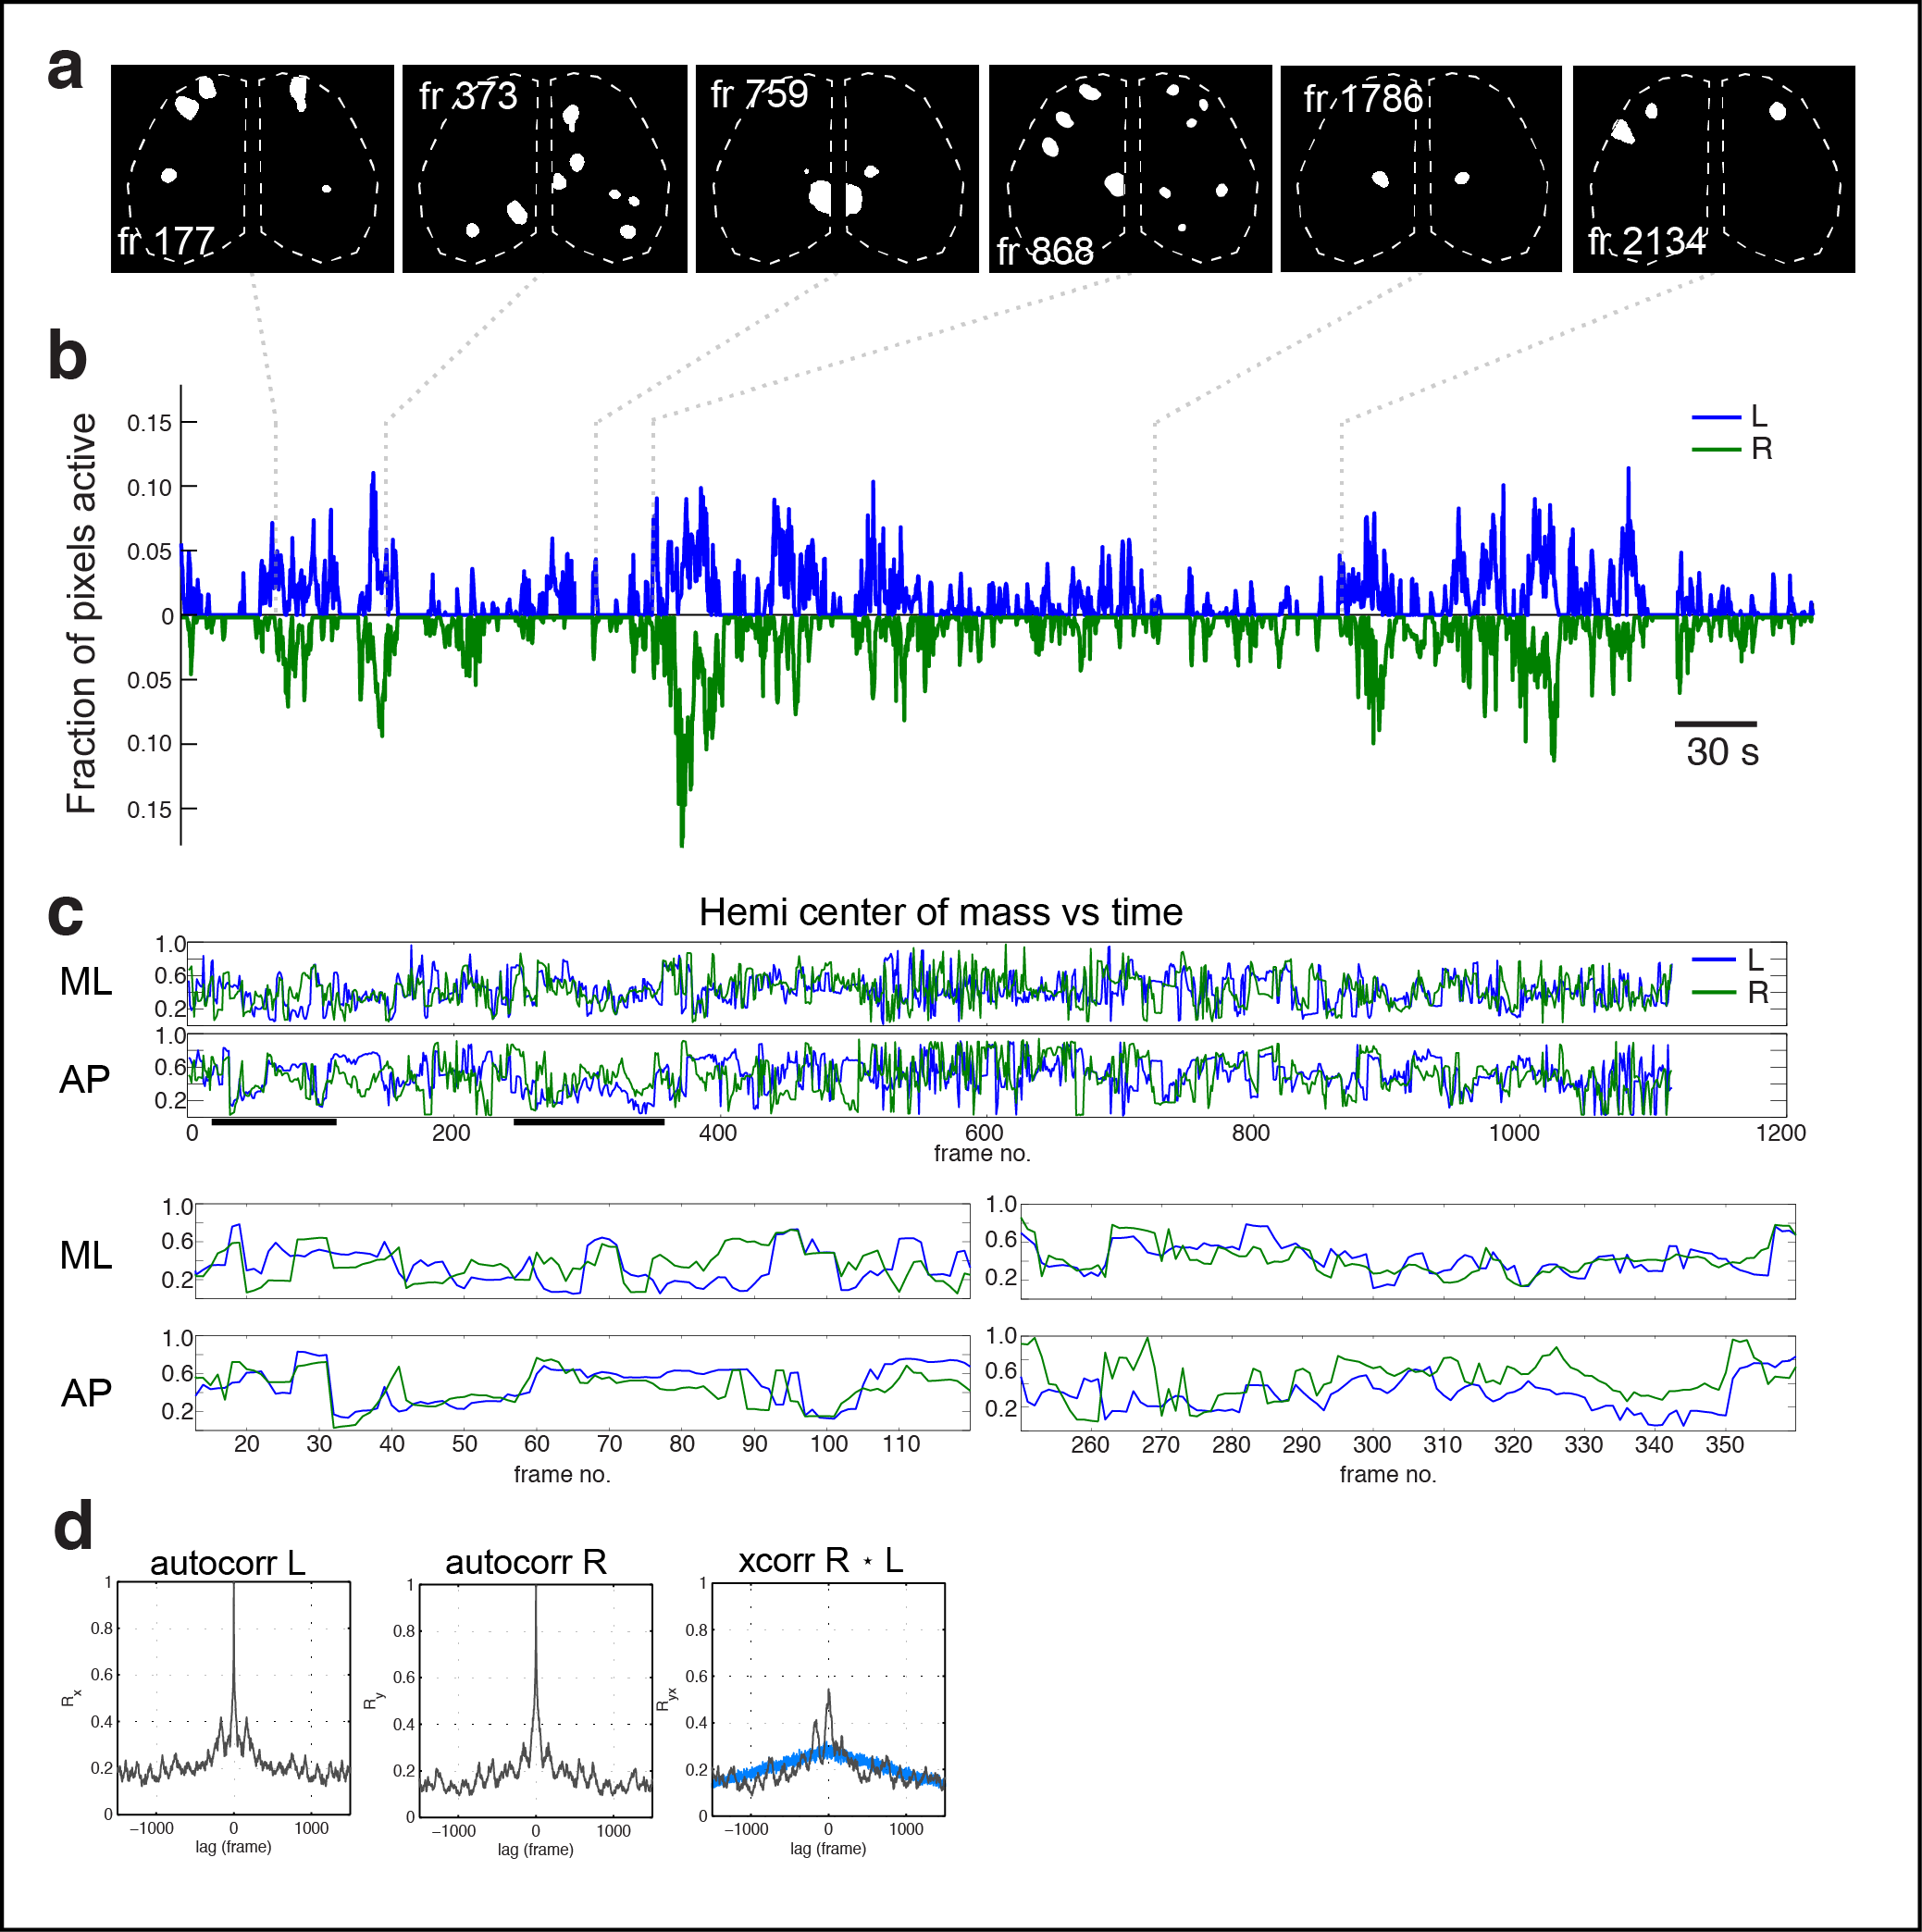 a
fr 177
fr 373
fr 759
fr 868
fr 1786
fr 2134
b
Fraction of pixels active
0.15
0.10
0.05
0
0.05
0.10
0.15
L
R
30 s
c
Hemi center of mass vs time
ML
1.0
0.6
0.2
L
R
AP
1.0
0.6
0.2
0 200 400 600 800 1000 1200
frame no.
ML
1.0
0.6
0.2
1.0
0.6
0.2
AP
1.0
0.6
0.2
20 30 40 50 60 70 80 90 100 110
frame no.
1.0
0.6
0.2
260 270 280 290 300 310 320 330 340 350
frame no.
d
autocorr L
Rx
1
0.8
0.6
0.4
0.2
0
−1000 0 1000
lag (frame)
autocorr R
Ry
1
0.8
0.6
0.4
0.2
0
−1000 0 1000
lag (frame)
xcorr R ⋆ L
Ryx
1
0.8
0.6
0.4
0.2
0
−1000 0 1000
lag (frame)